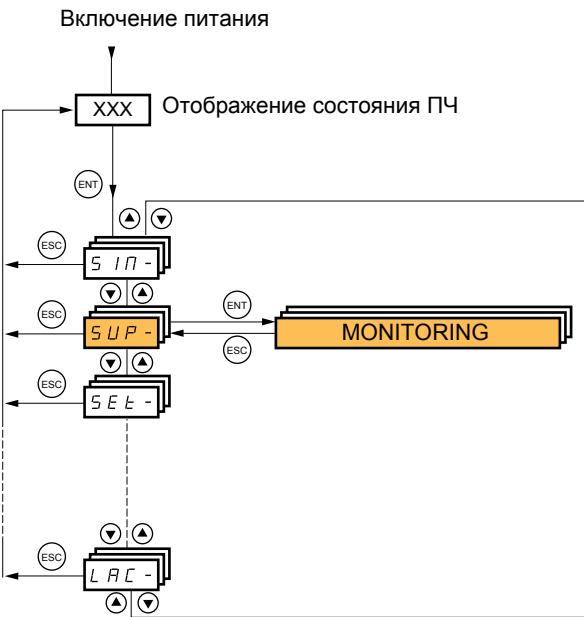 Включение питания
XXX Отображение состояния ПЧ
ENT
ESC
SIM-
ENT
ESC
SUP- MONITORING
ESC
ESC
SEt-
ESC
LAC-